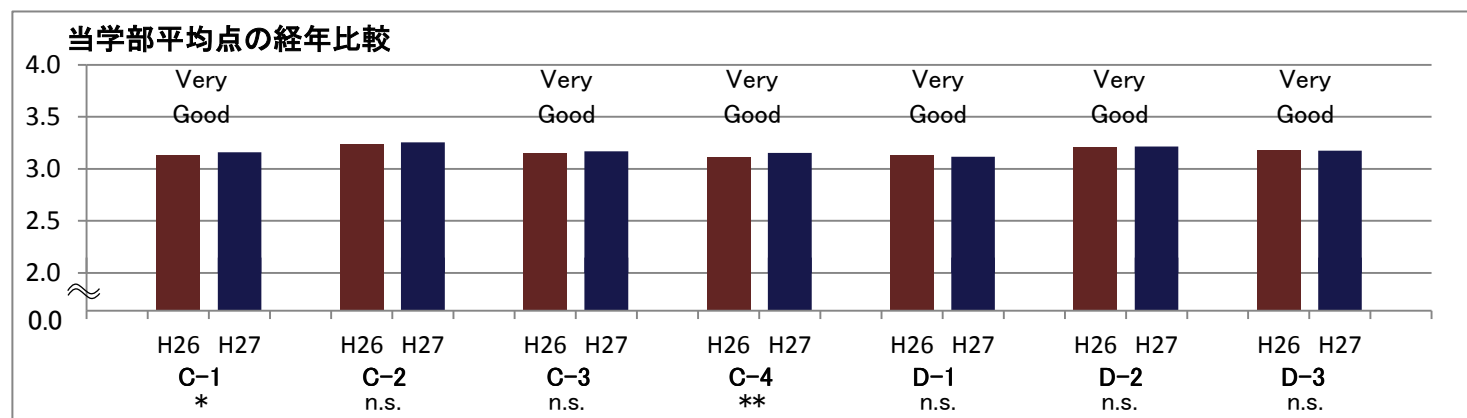 当学部平均点の経年比較
4.0
Very Good Very Good Very Good Very Good Very Good Very Good
3.5
3.0
2.5
2.0
0.0
H26 H27 H26 H27 H26 H27 H26 H27 H26 H27 H26 H27 H26 H27
C-1 C-2 C-3 C-4 D-1 D-2 D-3
* n.s. n.s. ** n.s. n.s. n.s.